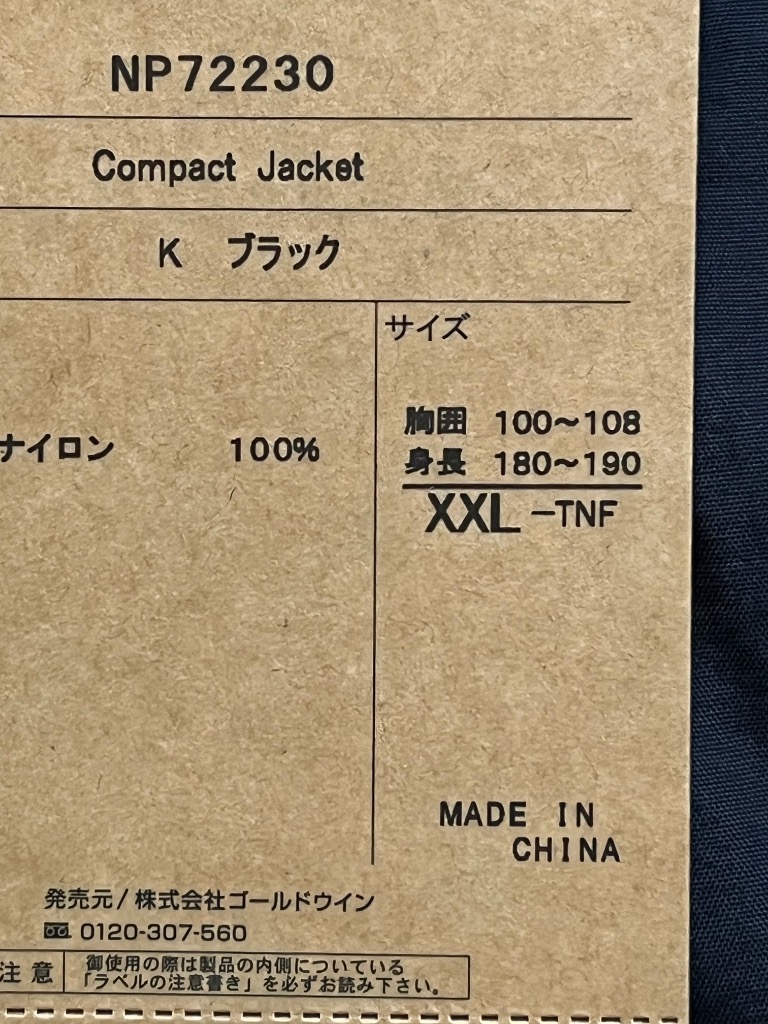 NP72230
Compact Jacket
K ブラック
サイズ
ナイロン 100%
胸囲 100~108
身長 180~190
XXL -TNF
MADE IN
CHINA
発売元/株式会社ゴールドウイン
0120-307-560
注意
御使用の際は製品の内側についている
「ラベルの注意書き」を必ずお読み下さい。